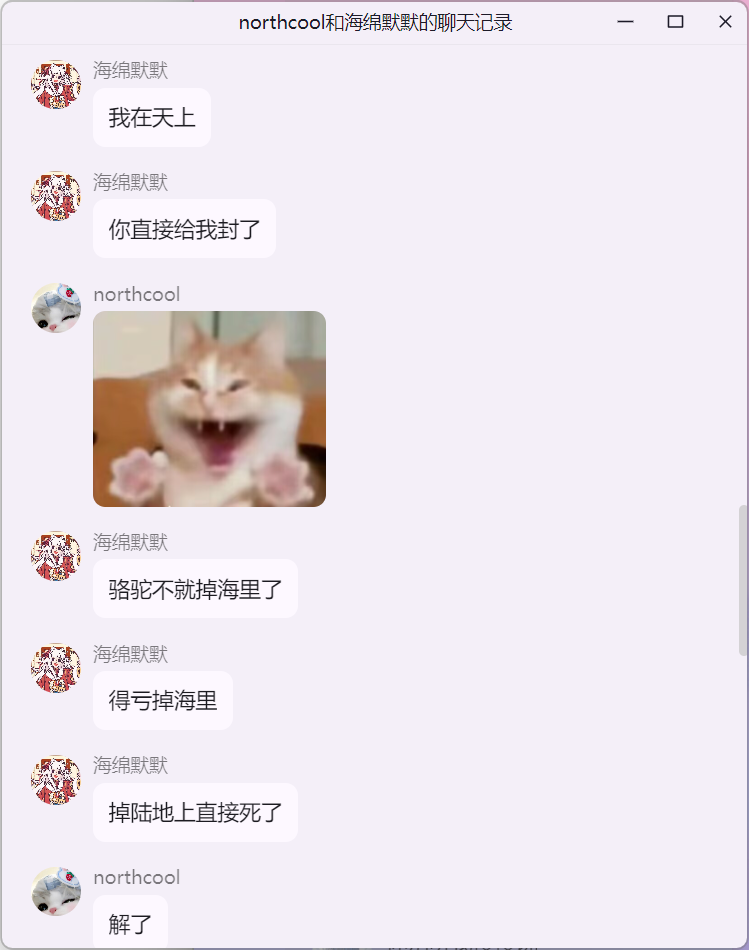 northcool和海绵默默的聊天记录
海绵默默
我在天上
海绵默默
你直接给我封了
northcool
海绵默默
骆驼不就掉海里了
海绵默默
得亏掉海里
海绵默默
掉陆地上直接死了
northcool
解了